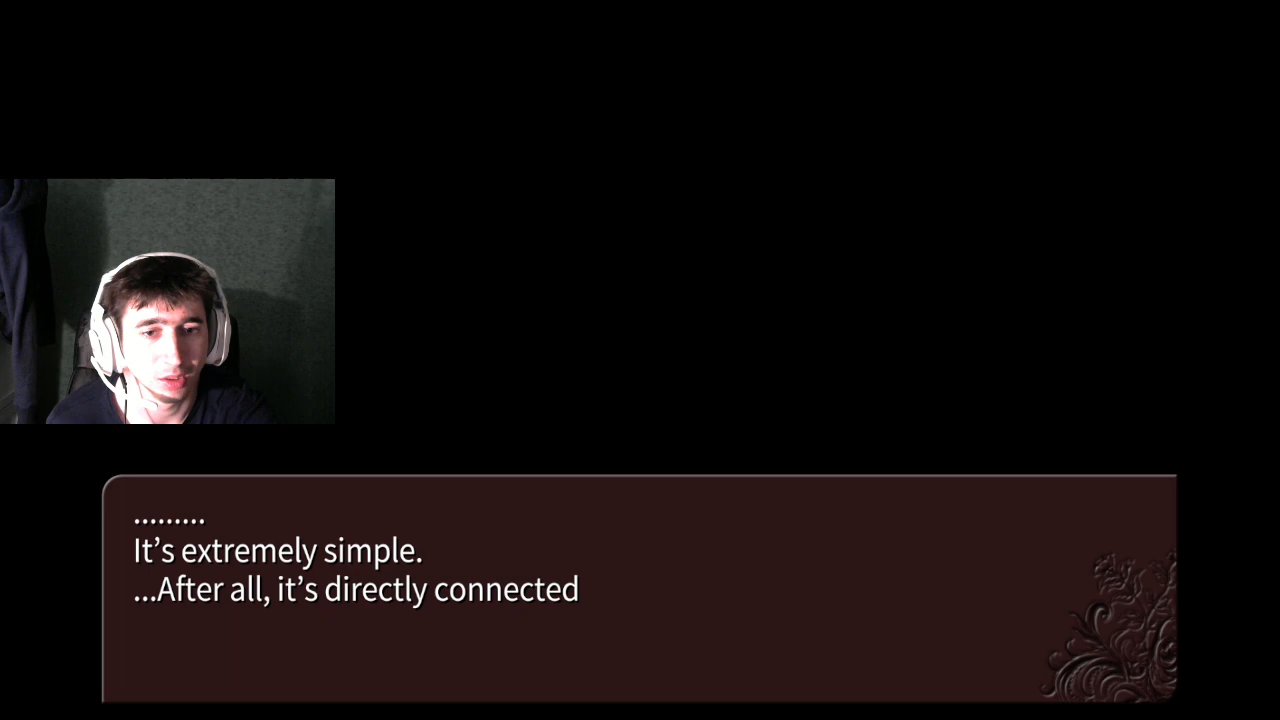 .........
It’s extremely simple.
...After all, it’s directly connected